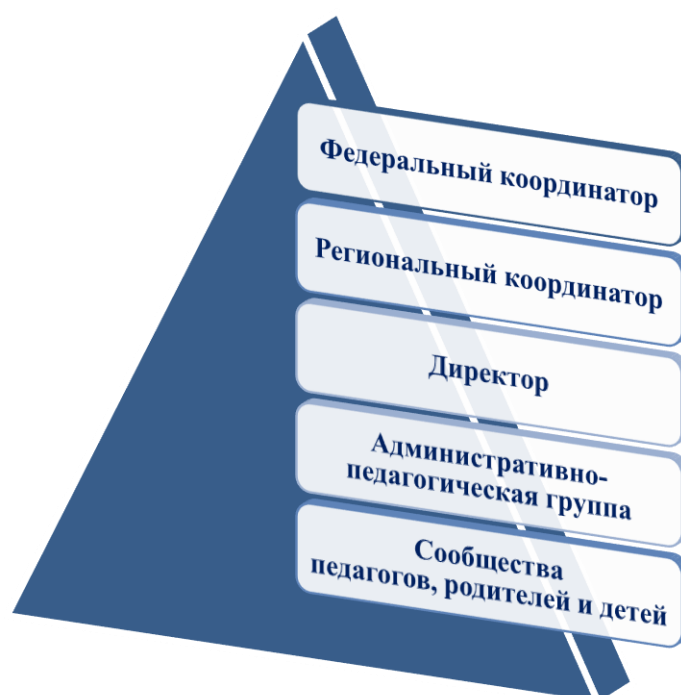 Федеральный координатор
Региональный координатор
Директор
Административно-
педагогическая группа
Сообщества
педагогов, родителей и детей